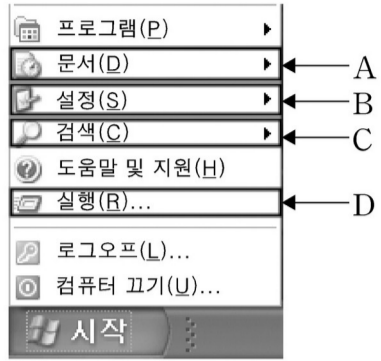 프로그램(P)
문서(D)
A
설정(S)
B
검색(C)
C
도움말 및 지원(H)
실행(R)...
D
로그오프(L)...
컴퓨터 끄기(U)...
시작